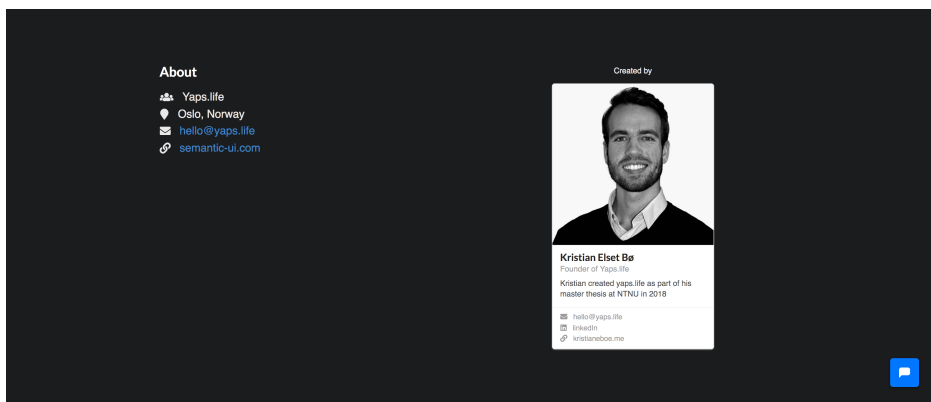 About
Yaps.life
Oslo, Norway
hello@yaps.life
semantic-ui.com
Created by
Kristian Elset Bø
Founder of Yaps.life
Kristian created yaps.life as part of his
master thesis at NTNU in 2018
hello@yaps.life
linkedIn
kristianeboe.me